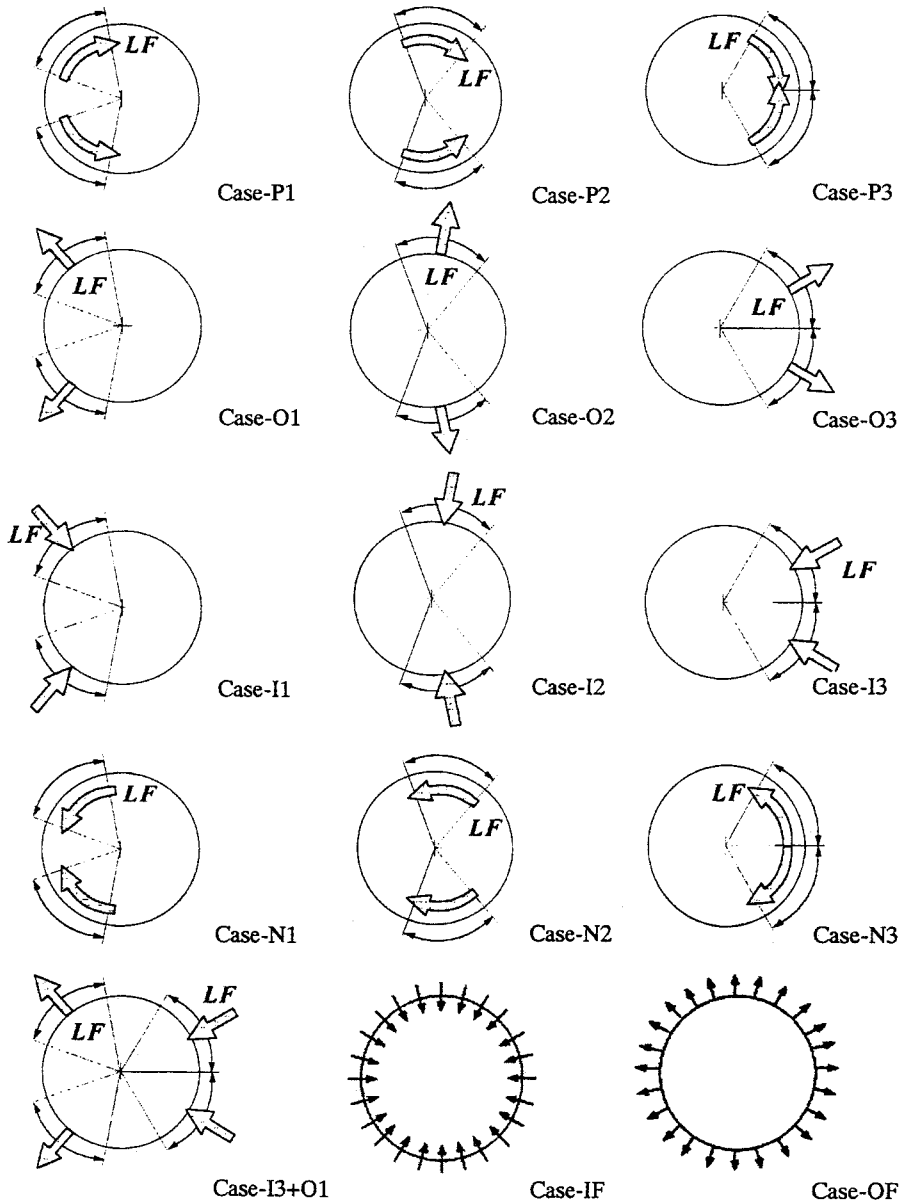 LF LF LF
Case-P1 Case-P2 Case-P3
LF LF LF
Case-O1 Case-O2 Case-O3
LF LF LF
Case-I1 Case-I2 Case-I3
LF LF LF
Case-N1 Case-N2 Case-N3
LF LF
Case-I3+O1 Case-IF Case-OF